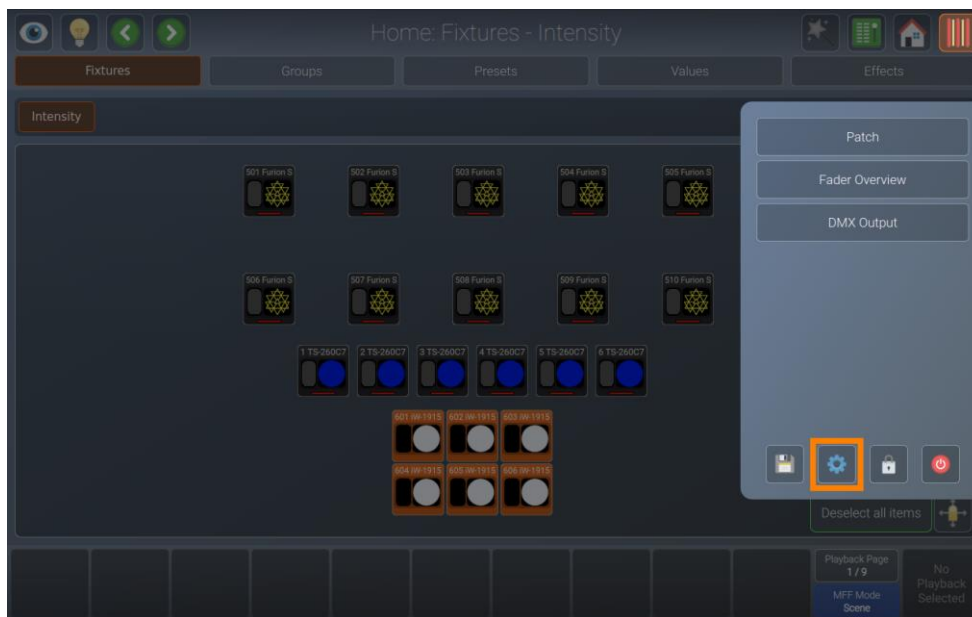 Home: Fixtures - Intensity
Fixtures
Groups
Presets
Values
Effects
Intensity
Patch
Fader Overview
DMX Output
501 Furion S
502 Furion S
503 Furion S
504 Furion S
505 Furion S
506 Furion S
507 Furion S
508 Furion S
509 Furion S
510 Furion S
1 TS-260C7
2 TS-260C7
3 TS-260C7
4 TS-260C7
5 TS-260C7
6 TS-260C7
601 IW-1915
602 IW-1915
603 IW-1915
604 IW-1915
605 IW-1915
606 IW-1915
Deselect all items
Playback Page
1 / 9
MFF Mode
Scene
No
Playback
Selected